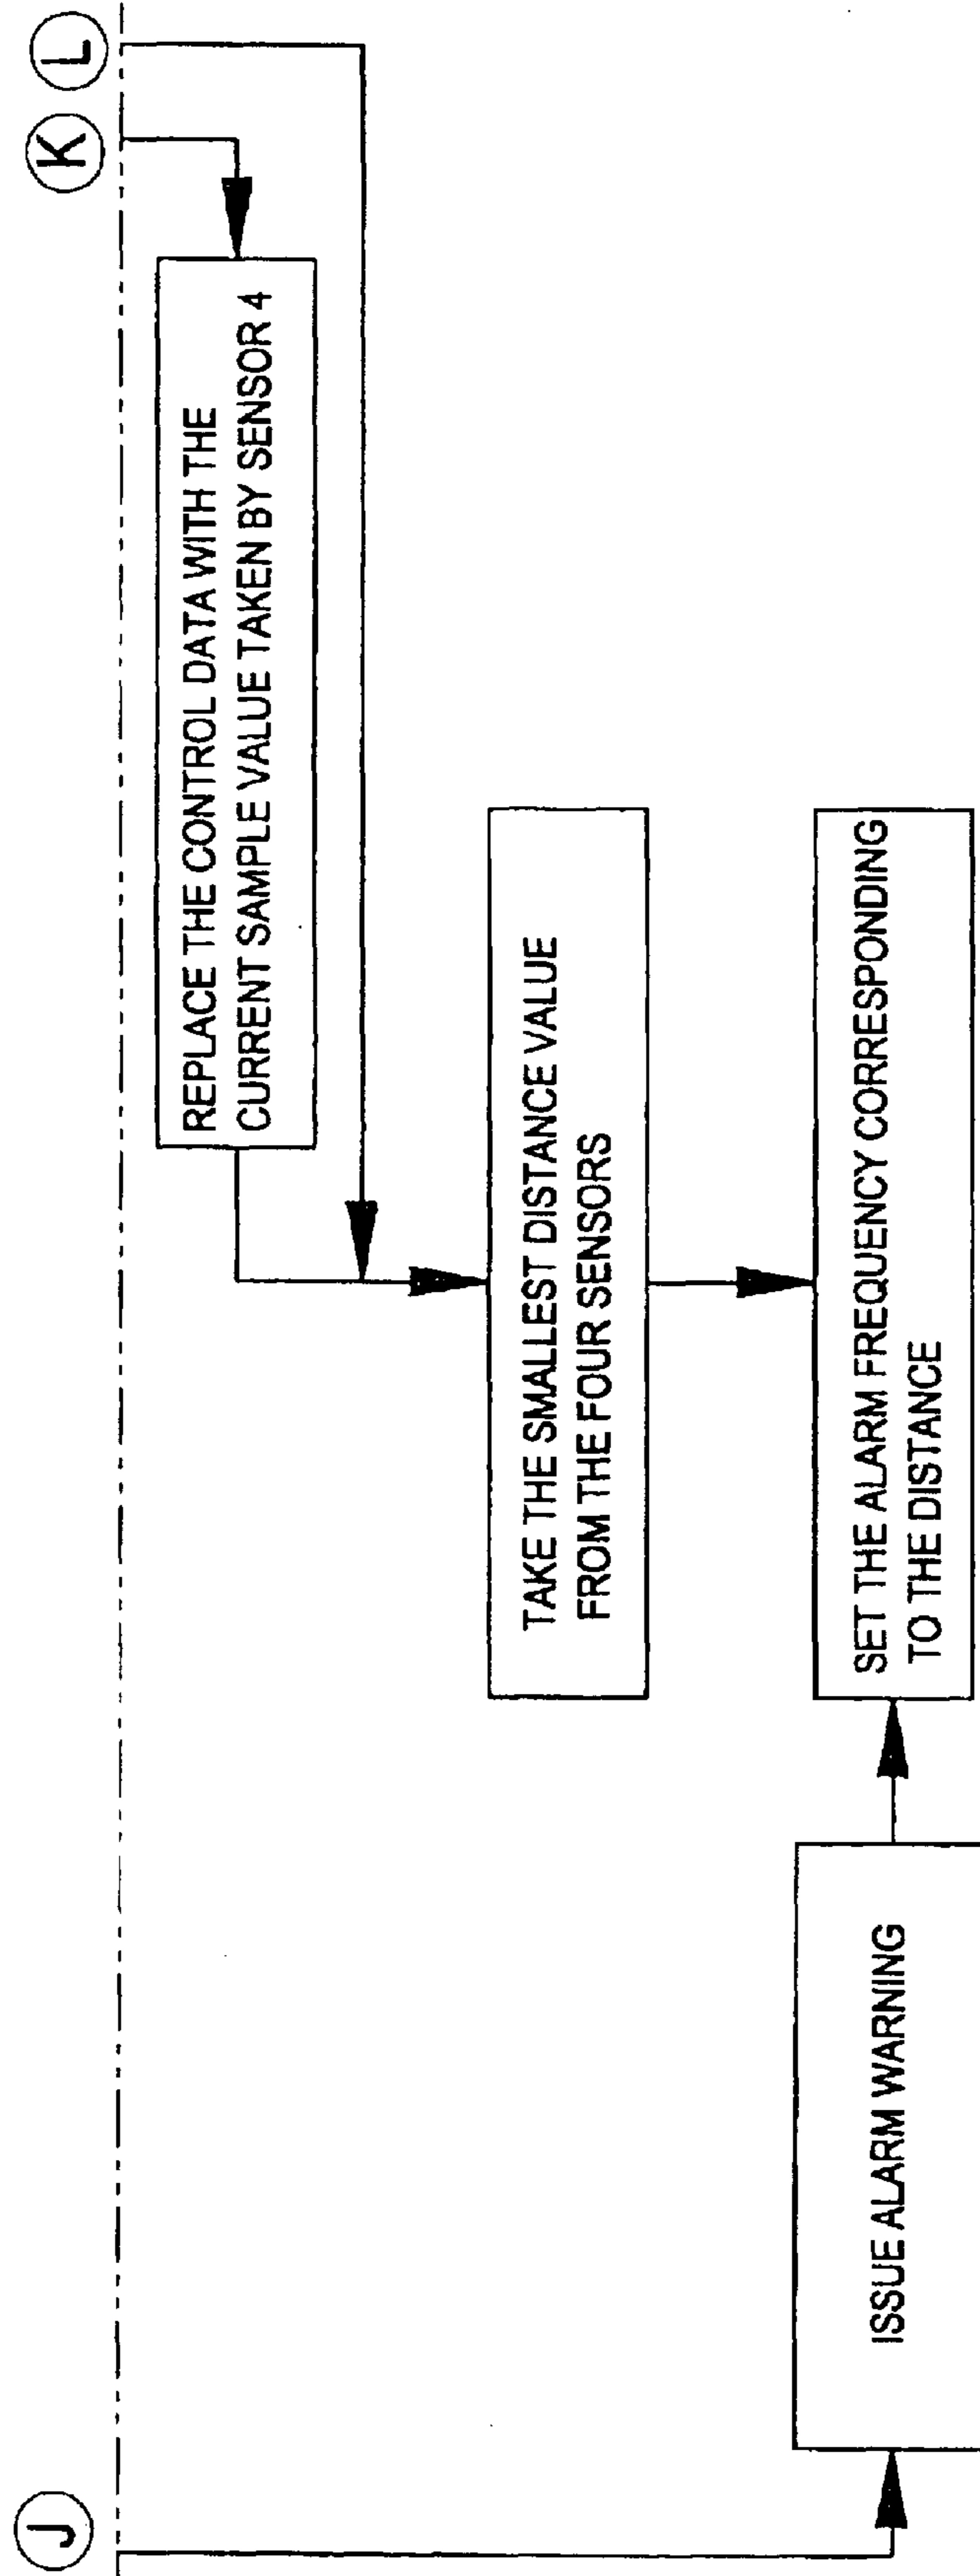 J
K
L
REPLACE THE CONTROL DATA WITH THE
CURRENT SAMPLE VALUE TAKEN BY SENSOR 4
TAKE THE SMALLEST DISTANCE VALUE
FROM THE FOUR SENSORS
ISSUE ALARM WARNING
SET THE ALARM FREQUENCY CORRESPONDING
TO THE DISTANCE